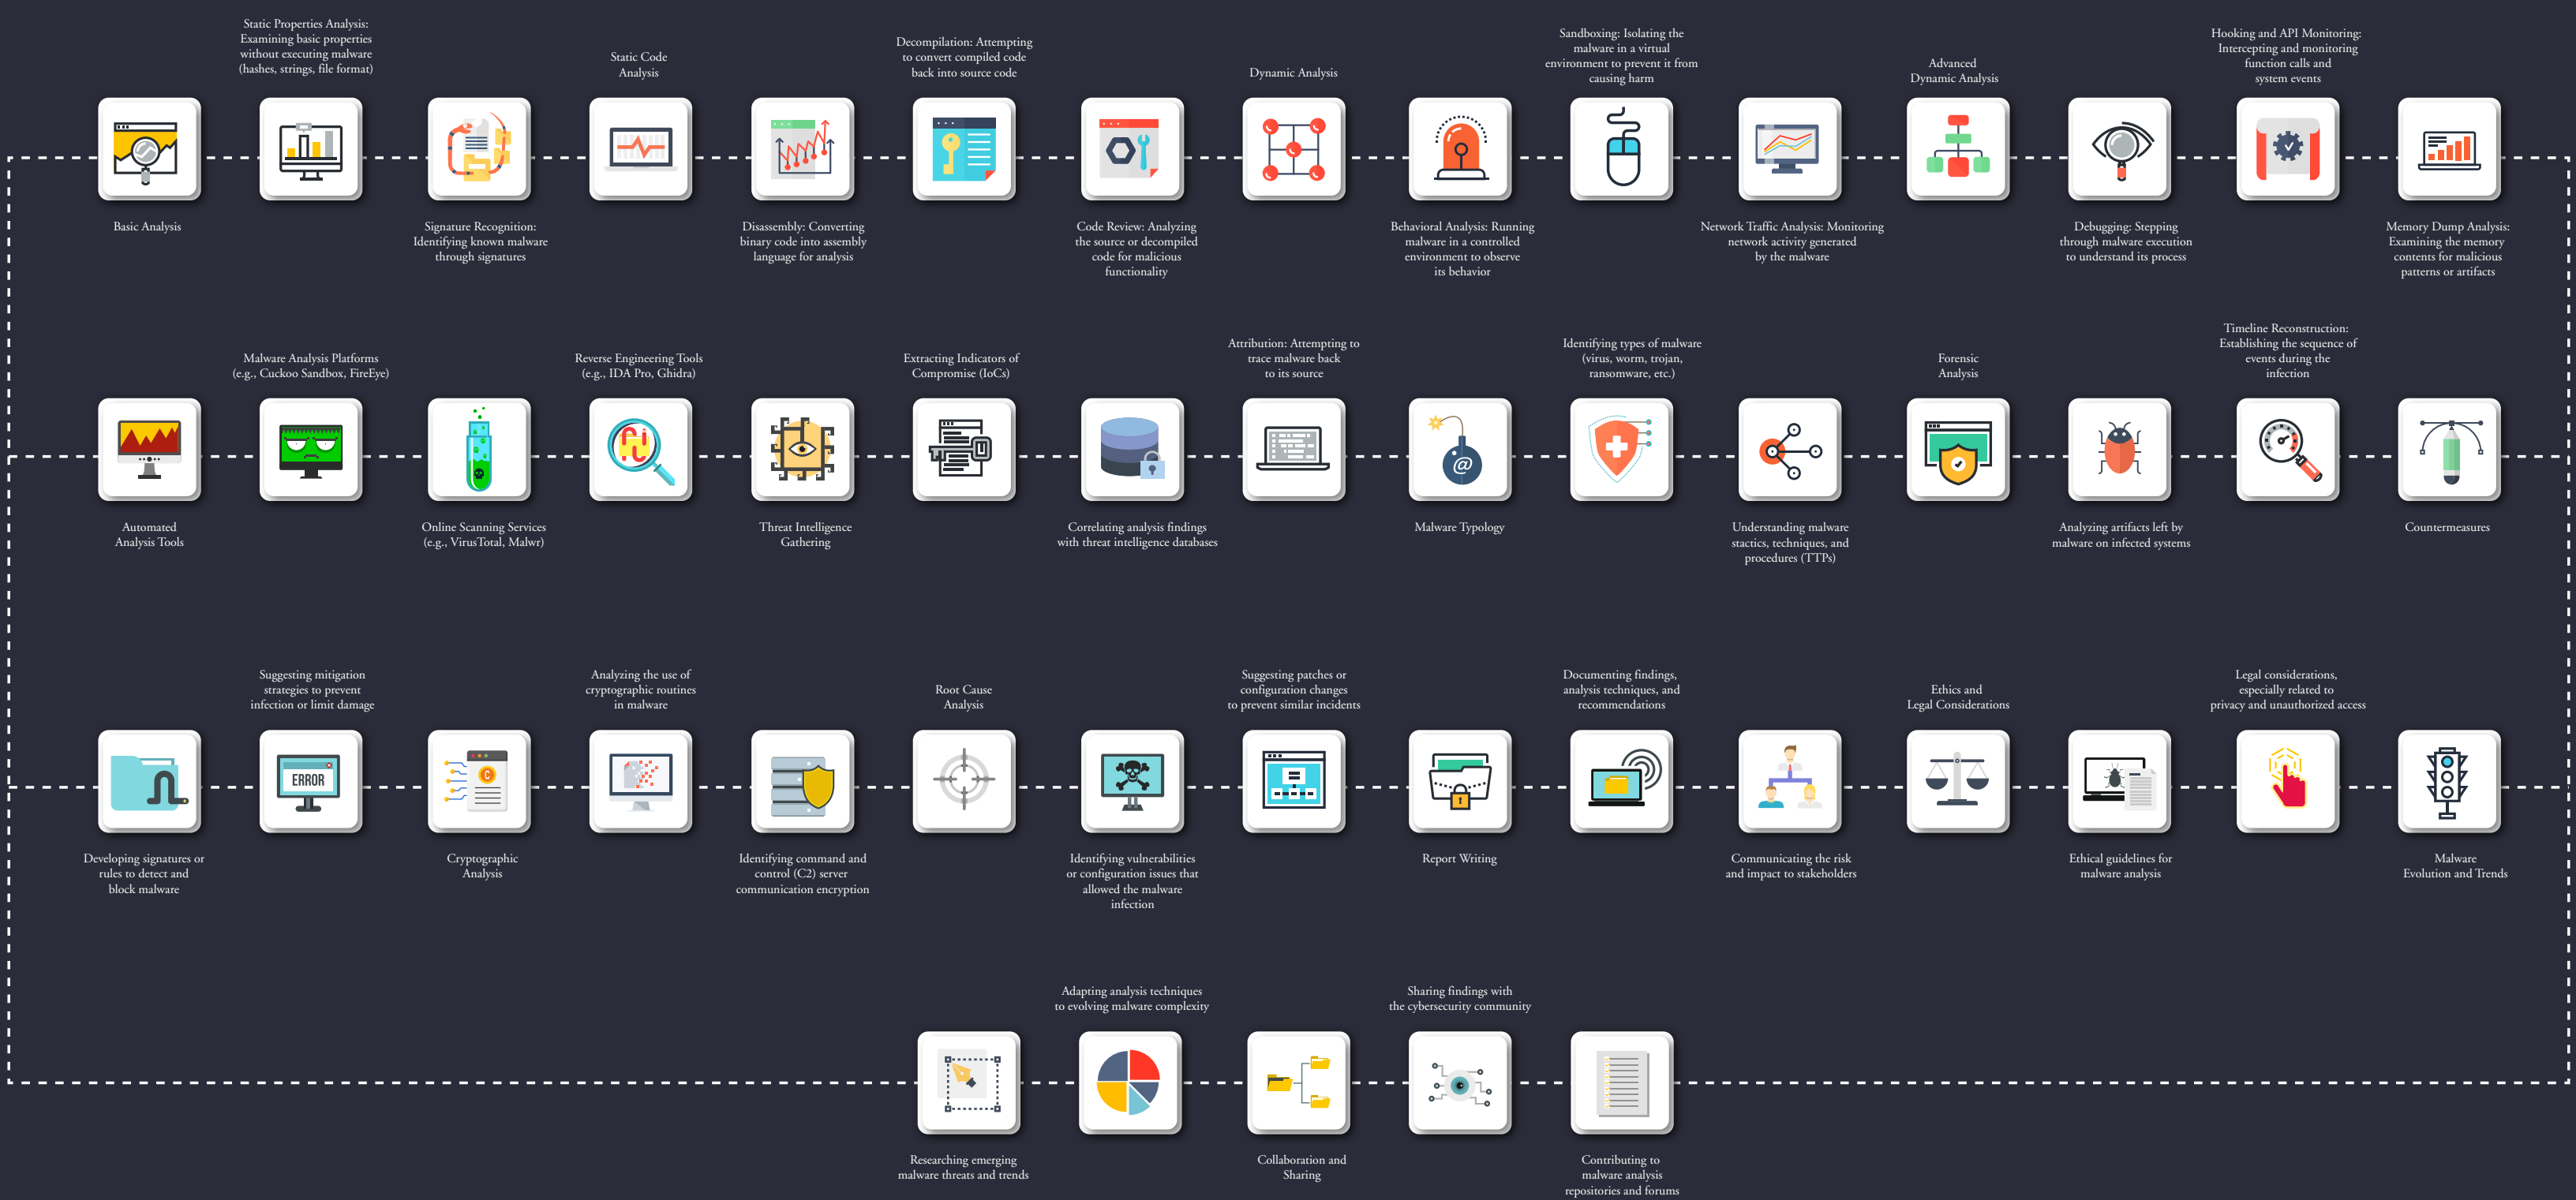 Static Properties Analysis:
Examining basic properties
without executing malware
(hashes, strings, file format)
Static Code
Analysis
Decompilation: Attempting
to convert compiled code
back into source code
Dynamic Analysis
Sandboxing: Isolating the
malware in a virtual
environment to prevent it from
causing harm
Advanced
Dynamic Analysis
Hooking and API Monitoring:
Intercepting and monitoring
function calls and
system events
Basic Analysis
Signature Recognition:
Identifying known malware
through signatures
Disassembly: Converting
binary code into assembly
language for analysis
Code Review: Analyzing
the source or decompiled
code for malicious
functionality
Behavioral Analysis: Running
malware in a controlled
environment to observe
its behavior
Network Traffic Analysis: Monitoring
network activity generated
by the malware
Debugging: Stepping
through malware execution
to understand its process
Memory Dump Analysis:
Examining the memory
contents for malicious
patterns or artifacts
Malware Analysis Platforms
(e.g., Cuckoo Sandbox, FireEye)
Reverse Engineering Tools
(e.g., IDA Pro, Ghidra)
Extracting Indicators of
Compromise (IoCs)
Attribution: Attempting to
trace malware back
to its source
Identifying types of malware
(virus, worm, trojan,
ransomware, etc.)
Forensic
Analysis
Timeline Reconstruction:
Establishing the sequence of
events during the
infection
@
Automated
Analysis Tools
Online Scanning Services
(e.g., VirusTotal, Malwr)
Threat Intelligence
Gathering
Correlating analysis findings
with threat intelligence databases
Malware Typology
Understanding malware
stactics, techniques, and
procedures (TTPs)
Analyzing artifacts left by
malware on infected systems
Countermeasures
Suggesting mitigation
strategies to prevent
infection or limit damage
Analyzing the use of
cryptographic routines
in malware
Root Cause
Analysis
Suggesting patches or
configuration changes
to prevent similar incidents
Documenting findings,
analysis techniques, and
recommendations
Ethics and
Legal Considerations
Legal considerations,
especially related to
privacy and unauthorized access
ERROR
C
Developing signatures or
rules to detect and
block malware
Cryptographic
Analysis
Identifying command and
control (C2) server
communication encryption
Identifying vulnerabilities
or configuration issues that
allowed the malware
infection
Report Writing
Communicating the risk
and impact to stakeholders
Ethical guidelines for
malware analysis
Malware
Evolution and Trends
Adapting analysis techniques
to evolving malware complexity
Sharing findings with
the cybersecurity community
Researching emerging
malware threats and trends
Collaboration and
Sharing
Contributing to
malware analysis
repositories and forums